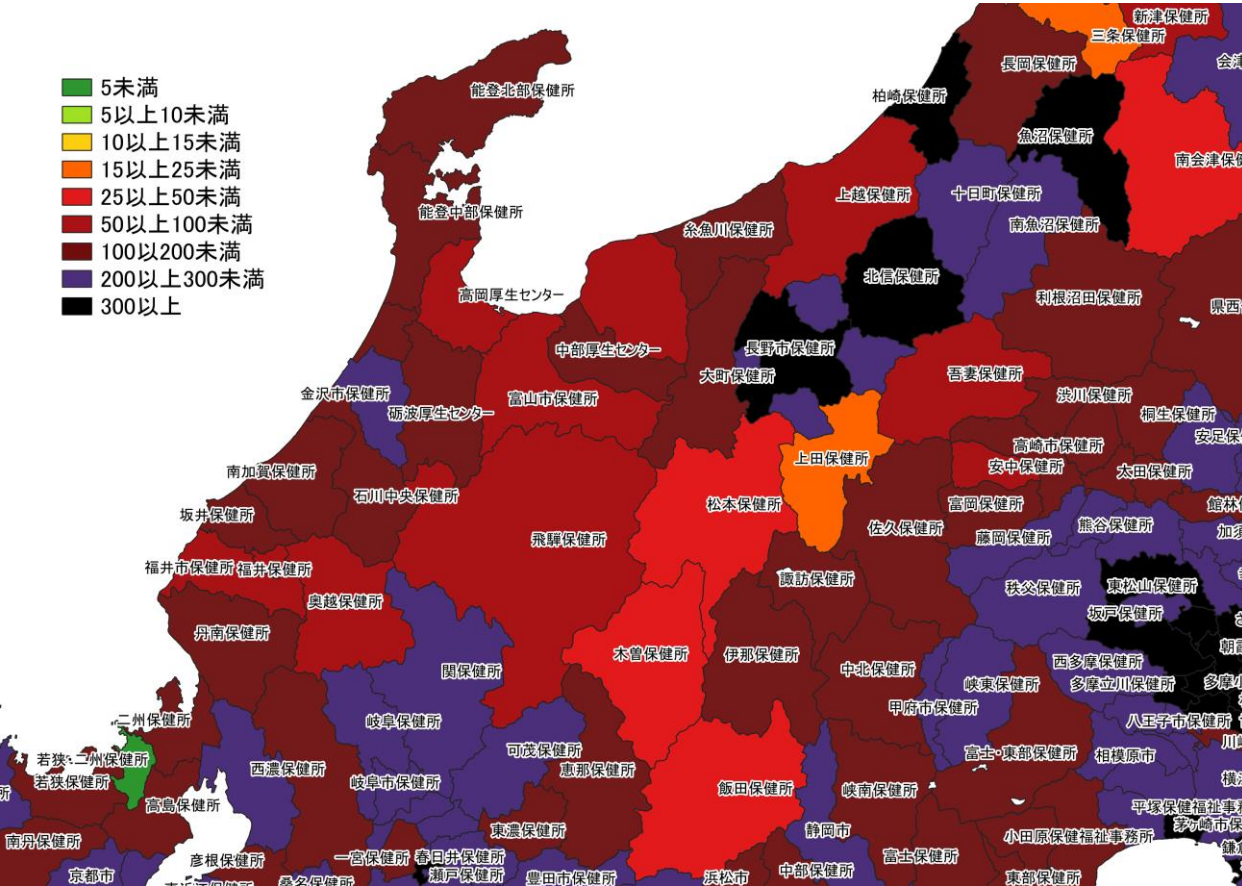 5未満
5以上10未満
10以上15未満
15以上25未満
25以上50未満
50以上100未満
100以200未満
200以上300未満
300以上
新津保健所
三条保健所
長岡保健所
会津
能登北部保健所
柏崎保健所
魚沼保健所
南会津保健
上越保健所
十日町保健所
能登中部保健所
南魚沼保健所
糸魚川保健所
北信保健所
高岡厚生センター
利根沼田保健所
県西
中部厚生センター
長野市保健所
大町保健所
吾妻保健所
金沢市保健所
砺波厚生センター
富山市保健所
渋川保健所
桐生保健所
安足保健
高崎市保健所
南加賀保健所
石川中央保健所
上田保健所
安中保健所
太田保健所
坂井保健所
松本保健所
富岡保健所
館林保
佐久保健所
熊谷保健所
加須
飛騨保健所
藤岡保健所
福井市保健所
福井保健所
諏訪保健所
秩父保健所
東松山保健所
奥越保健所
坂戸保健所
丹南保健所
木曽保健所
伊那保健所
朝霞
関保健所
中北保健所
西多摩保健所
峡東保健所
多摩立川保健所
多摩小
二州保健所
岐阜保健所
甲府市保健所
八王子市保健所
可茂保健所
富士・東部保健所
相模原市
川崎
若狭・二州保健所
若狭保健所
西濃保健所
恵那保健所
岐阜市保健所
飯田保健所
峡南保健所
横浜
高島保健所
平塚保健福祉事務
東濃保健所
静岡市
小田原保健福祉事務所
茅ヶ崎市保
南丹保健所
彦根保健所
一宮保健所
春日井保健所
富士保健所
鎌倉
京都市
桑名保健所
瀬戸保健所
豊田市保健所
浜松市
中部保健所
東部保健所